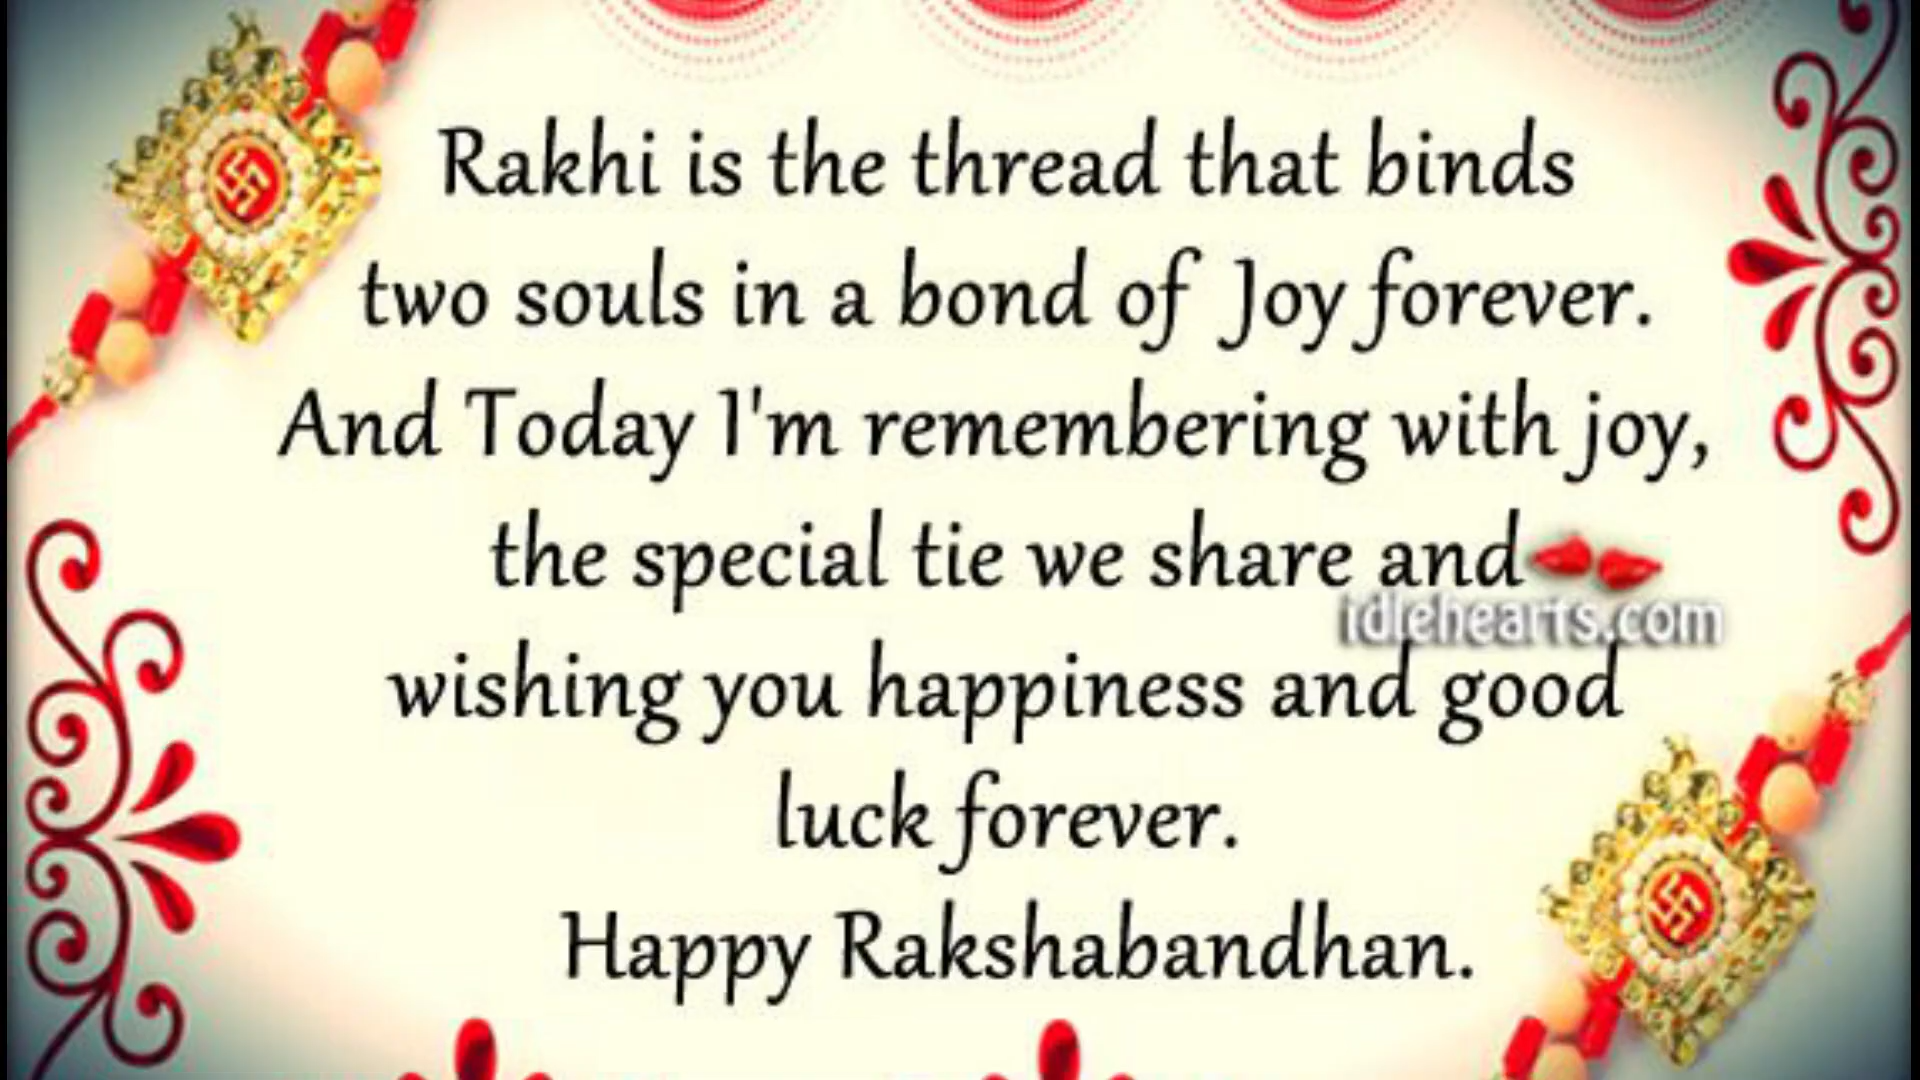 Rakhi is the thread that binds
two souls in a bond of Joy forever.
And Today I'm remembering with joy,
the special tie we share and
idlehearts.com
wishing you happiness and good
luck forever.
Happy Rakshabandhan.